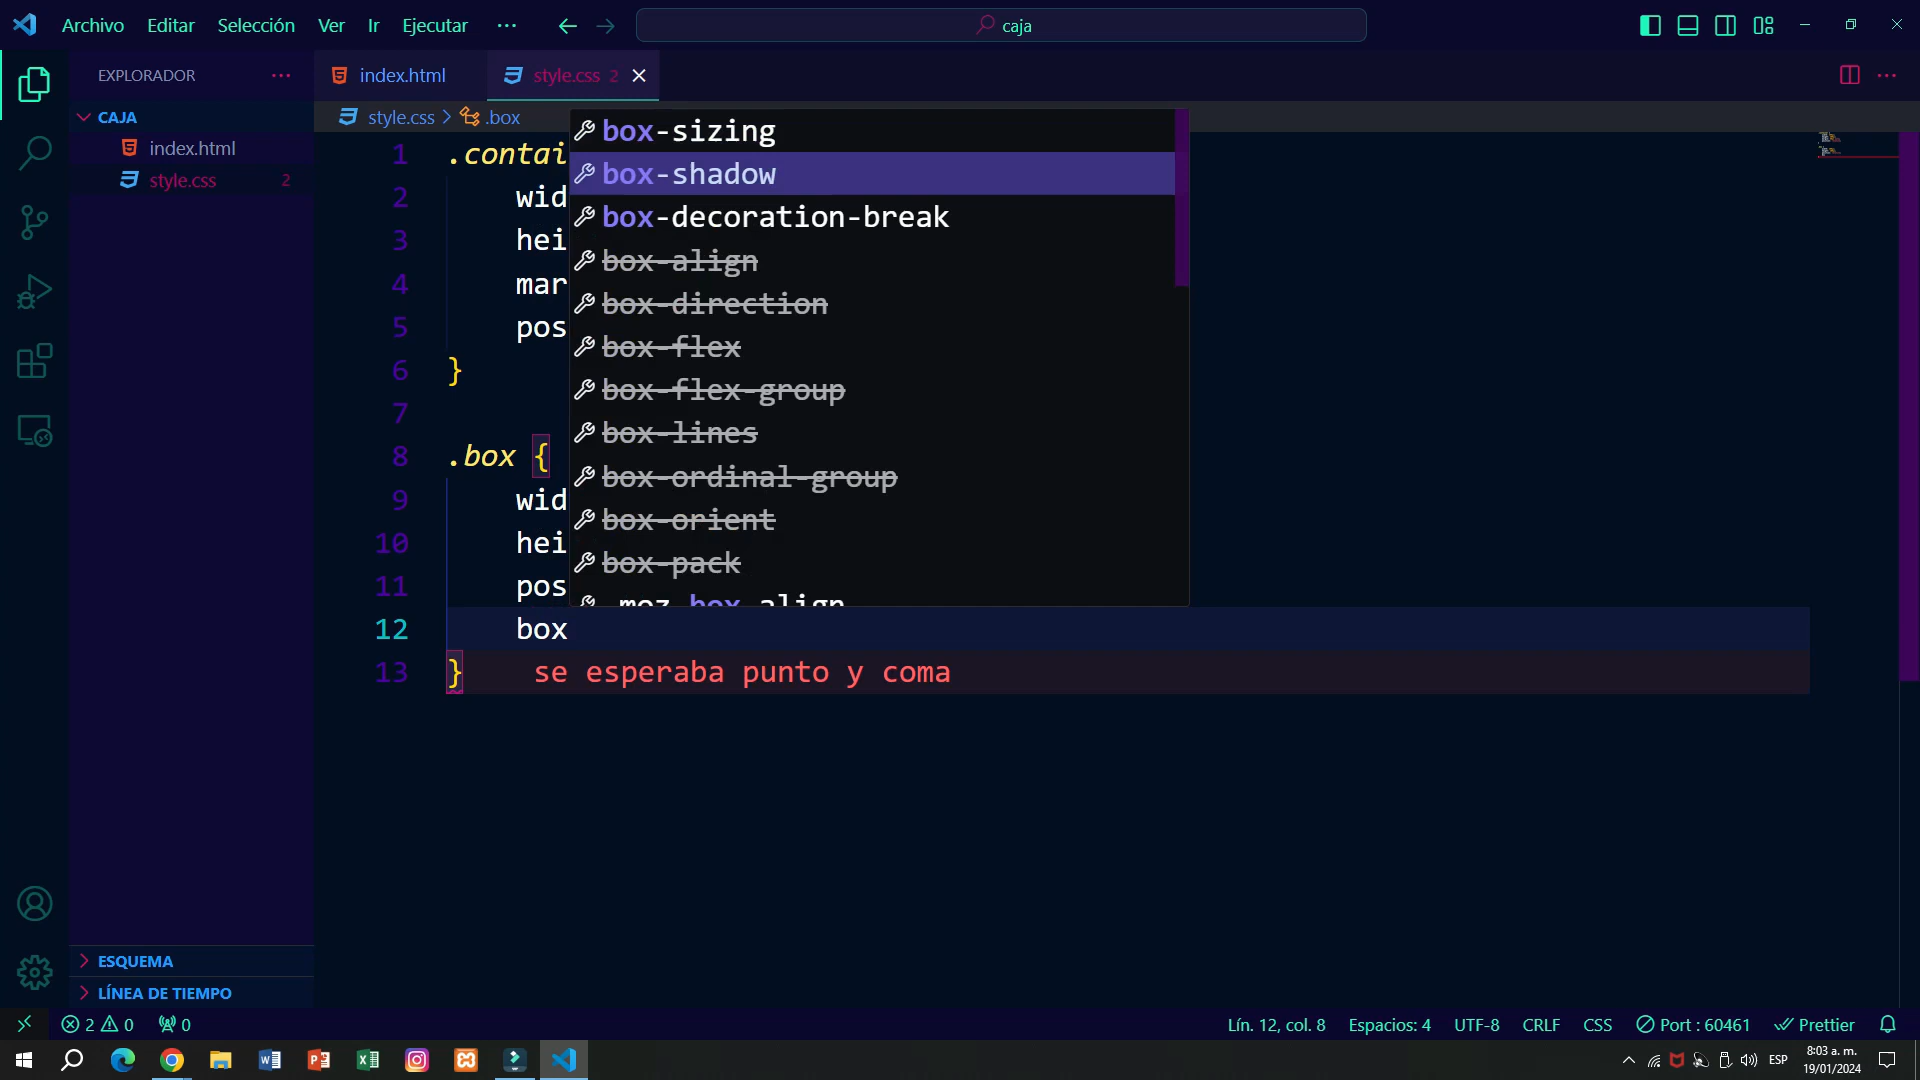 Archivo Editar Selección Ver Ir Ejecutar ···
caja
EXPLORADOR ···
index.html
style.css 2
CAJA
index.html
style.css 2
style.css > .box
1 .contai
2 wid
3 hei
4 mar
5 pos
6 }
7
8 .box {
9 wid
10 hei
11 pos
12 box
13 } se esperaba punto y coma
box-sizing
box-shadow
box-decoration-break
box-align
box-direction
box-flex
box-flex-group
box-lines
box-ordinal-group
box-orient
box-pack
-moz-box-align
ESQUEMA
LÍNEA DE TIEMPO
2 0 0
Lín. 12, col. 8 Espacios: 4 UTF-8 CRLF CSS Port : 60461 Prettier
ESP
8:03 a. m.
19/01/2024